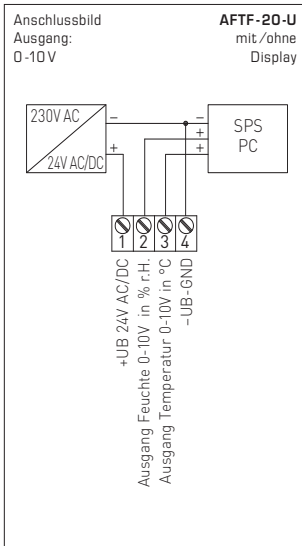 Anschlussbild
Ausgang:
0-10 V
AFTF-20-U
mit/ohne
Display
230V AC
24V AC/DC
−
+
−
+
+
SPS
PC
1
2
3
4
+UB 24V AC/DC
Ausgang Feuchte 0-10V in % r.H.
Ausgang Temperatur 0-10V in °C
−UB-GND